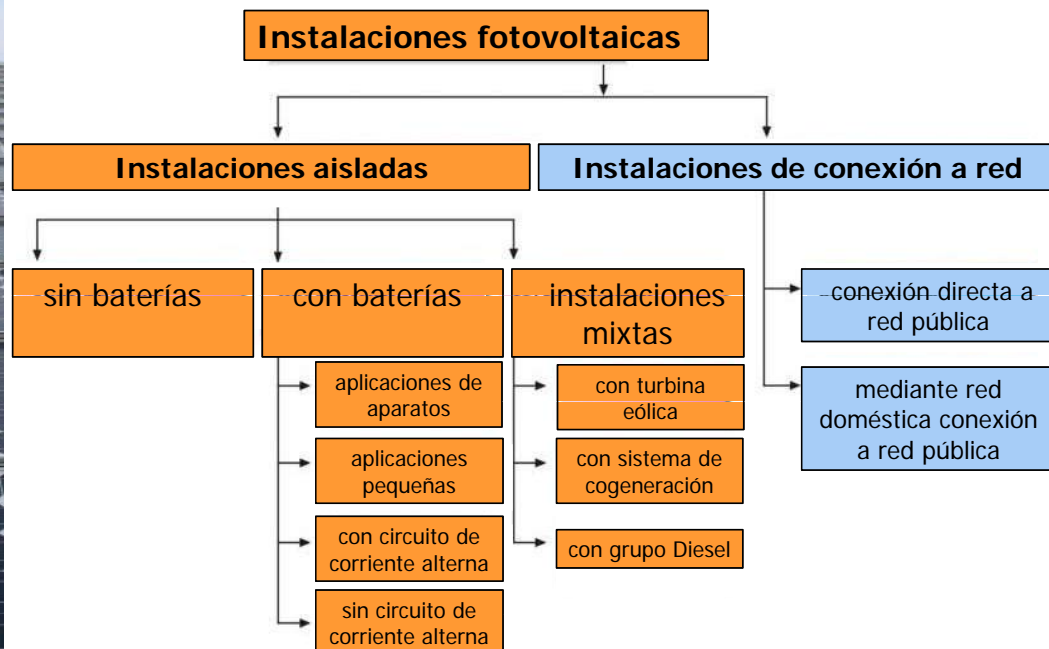 Instalaciones fotovoltaicas
Instalaciones aisladas
Instalaciones de conexión a red
sin baterías
con baterías
instalaciones
mixtas
aplicaciones de
aparatos
aplicaciones
pequeñas
con circuito de
corriente alterna
sin circuito de
corriente alterna
con turbina
eólica
con sistema de
cogeneración
con grupo Diesel
conexión directa a
red pública
mediante red
doméstica conexión
a red pública